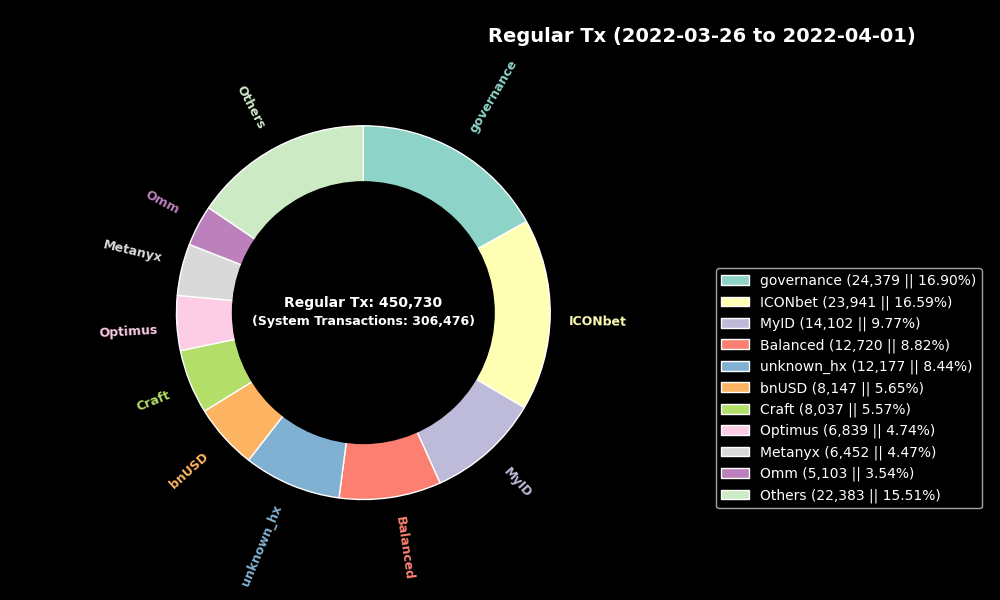 Regular Tx (2022-03-26 to 2022-04-01)
governance
Others
Omm
Metanyx
Optimus
Craft
bnUSD
unknown_hx
Balanced
MyID
ICONbet
Regular Tx: 450,730
(System Transactions: 306,476)
governance (24,379 || 16.90%)
ICONbet (23,941 || 16.59%)
MyID (14,102 || 9.77%)
Balanced (12,720 || 8.82%)
unknown_hx (12,177 || 8.44%)
bnUSD (8,147 || 5.65%)
Craft (8,037 || 5.57%)
Optimus (6,839 || 4.74%)
Metanyx (6,452 || 4.47%)
Omm (5,103 || 3.54%)
Others (22,383 || 15.51%)